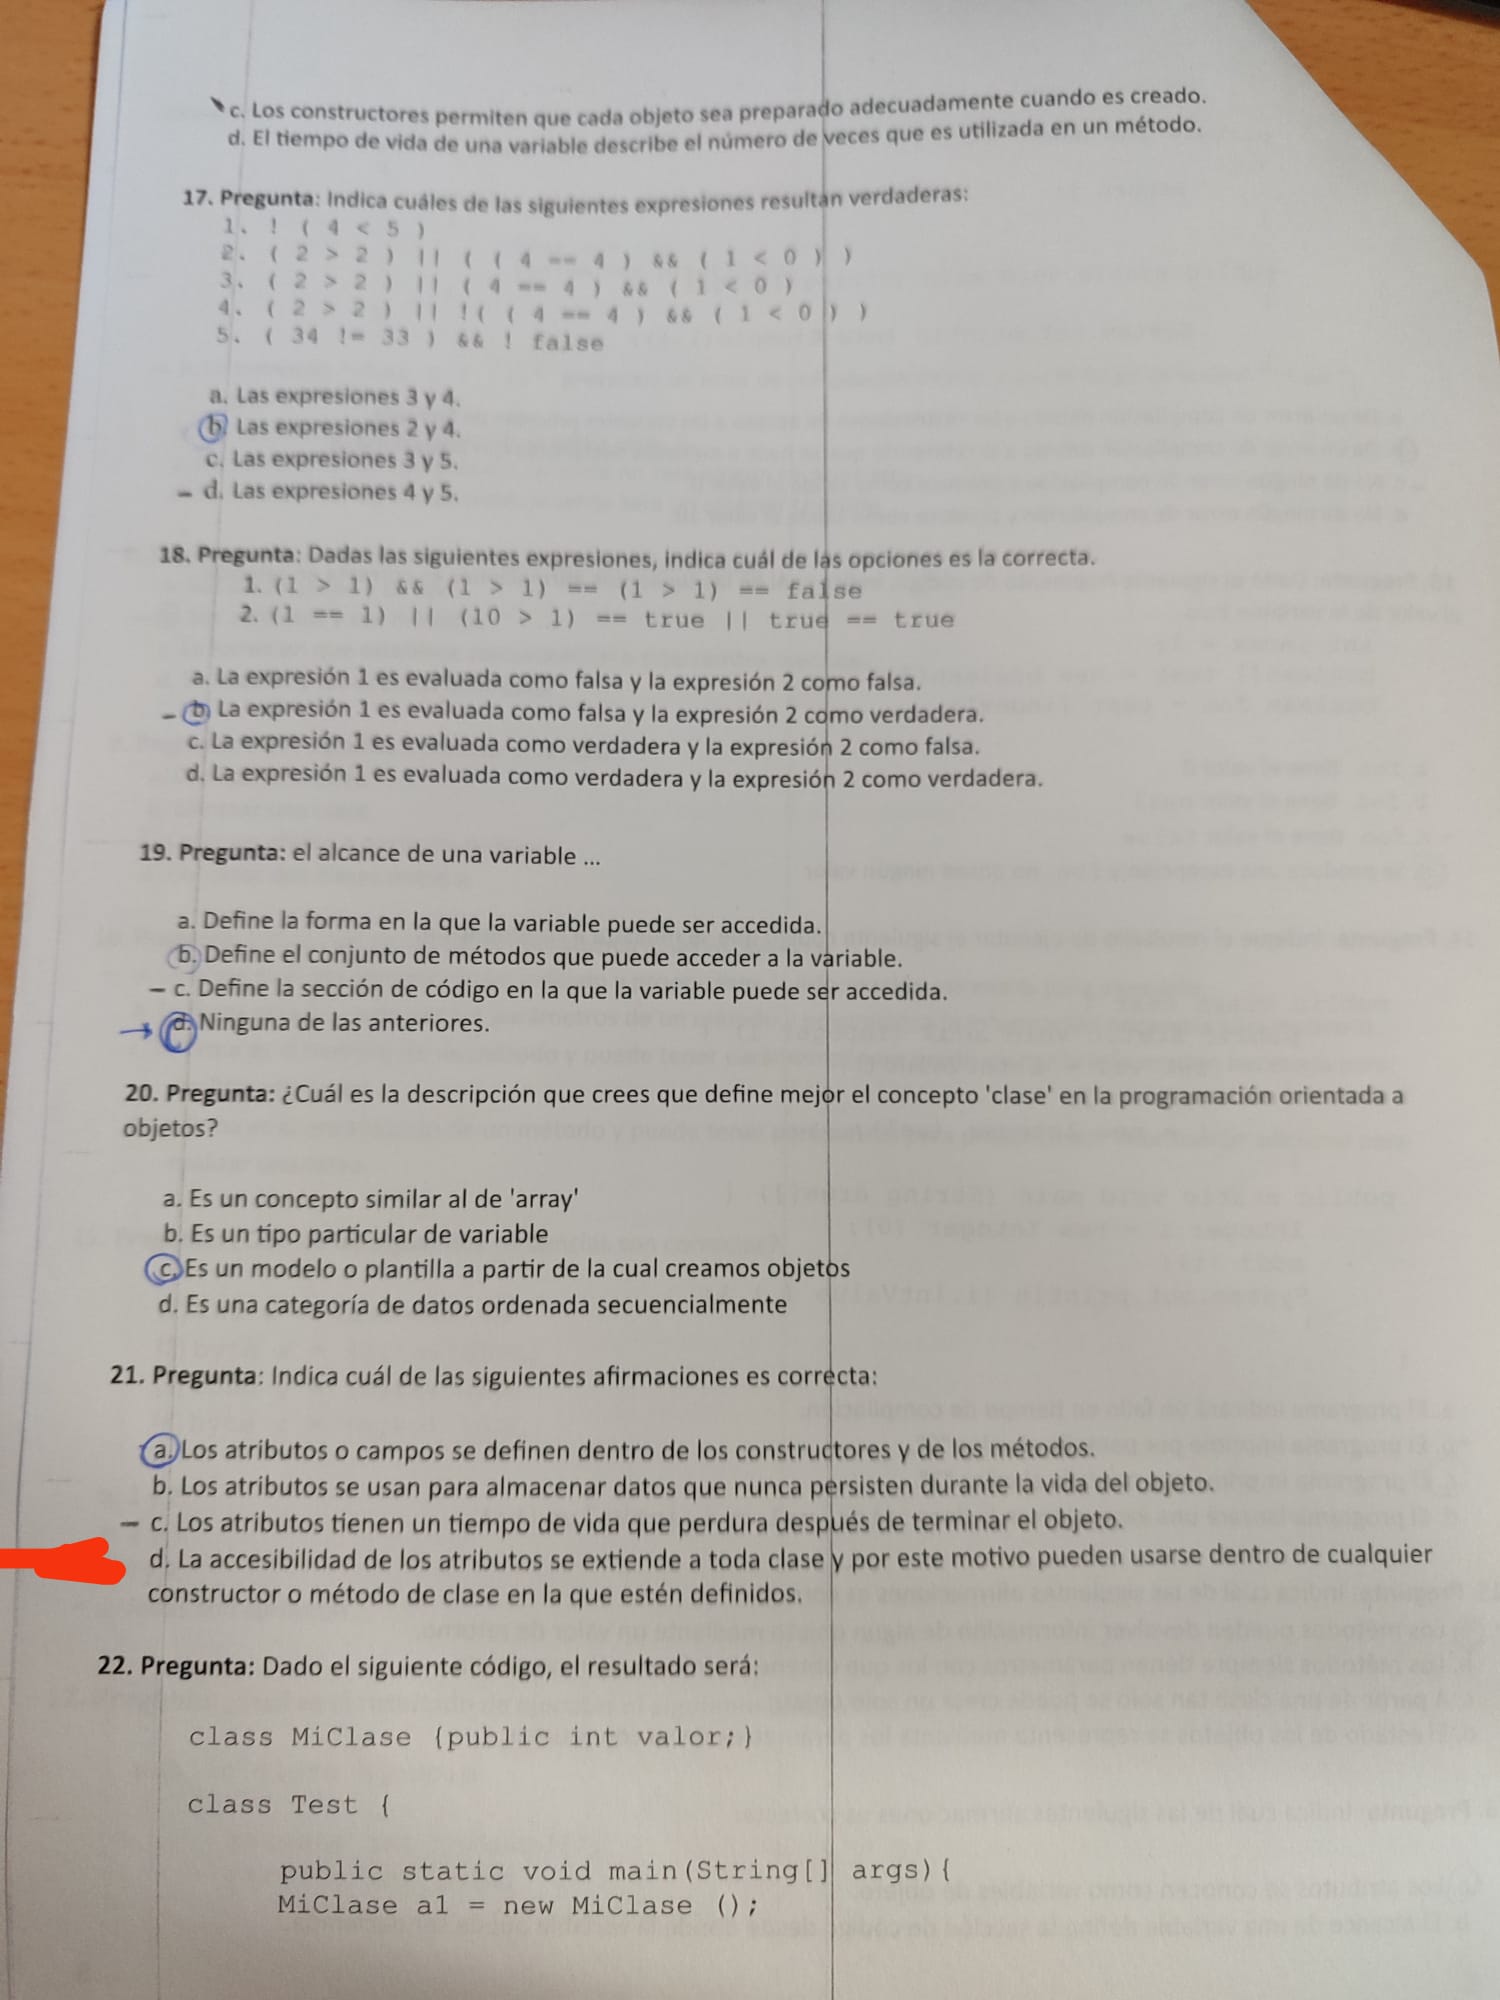 c. Los constructores permiten que cada objeto sea preparado adecuadamente cuando es creado.
d. El tiempo de vida de una variable describe el número de veces que es utilizada en un método.
17. Pregunta: Indica cuáles de las siguientes expresiones resultan verdaderas:
1. ! ( 4 < 5 )
2. ( 2 > 2 ) || ( ( 4 == 4 ) && ( 1 < 0 ) )
3. ( 2 > 2 ) || ( 4 == 4 ) && ( 1 < 0 )
4. ( 2 > 2 ) || !( ( 4 == 4 ) && ( 1 < 0 ) )
5. ( 34 != 33 ) && ! false
a. Las expresiones 3 y 4.
b. Las expresiones 2 y 4.
c. Las expresiones 3 y 5.
d. Las expresiones 4 y 5.
18. Pregunta: Dadas las siguientes expresiones, indica cuál de las opciones es la correcta.
1. (1 > 1) && (1 > 1) == (1 > 1) == false
2. (1 == 1) || (10 > 1) == true || true == true
a. La expresión 1 es evaluada como falsa y la expresión 2 como falsa.
b. La expresión 1 es evaluada como falsa y la expresión 2 como verdadera.
c. La expresión 1 es evaluada como verdadera y la expresión 2 como falsa.
d. La expresión 1 es evaluada como verdadera y la expresión 2 como verdadera.
19. Pregunta: el alcance de una variable ...
a. Define la forma en la que la variable puede ser accedida.
b. Define el conjunto de métodos que puede acceder a la variable.
c. Define la sección de código en la que la variable puede ser accedida.
d. Ninguna de las anteriores.
20. Pregunta: ¿Cuál es la descripción que crees que define mejor el concepto 'clase' en la programación orientada a
objetos?
a. Es un concepto similar al de 'array'
b. Es un tipo particular de variable
c. Es un modelo o plantilla a partir de la cual creamos objetos
d. Es una categoría de datos ordenada secuencialmente
21. Pregunta: Indica cuál de las siguientes afirmaciones es correcta:
a. Los atributos o campos se definen dentro de los constructores y de los métodos.
b. Los atributos se usan para almacenar datos que nunca persisten durante la vida del objeto.
c. Los atributos tienen un tiempo de vida que perdura después de terminar el objeto.
d. La accesibilidad de los atributos se extiende a toda clase y por este motivo pueden usarse dentro de cualquier
constructor o método de clase en la que estén definidos.
22. Pregunta: Dado el siguiente código, el resultado será:
class MiClase {public int valor;}
class Test {
public static void main(String[] args){
MiClase a1 = new MiClase ();